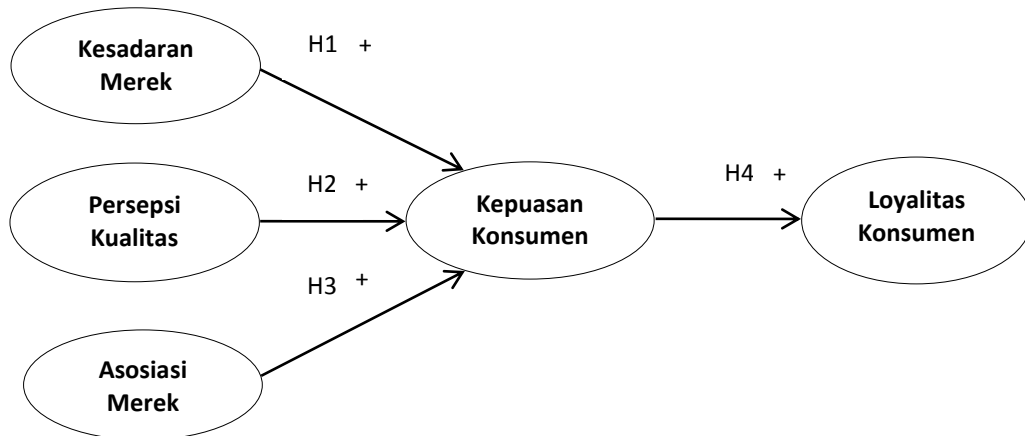 Kesadaran
Merek
H1 +
Persepsi
Kualitas
H2 +
Asosiasi
Merek
H3 +
Kepuasan
Konsumen
H4 +
Loyalitas
Konsumen